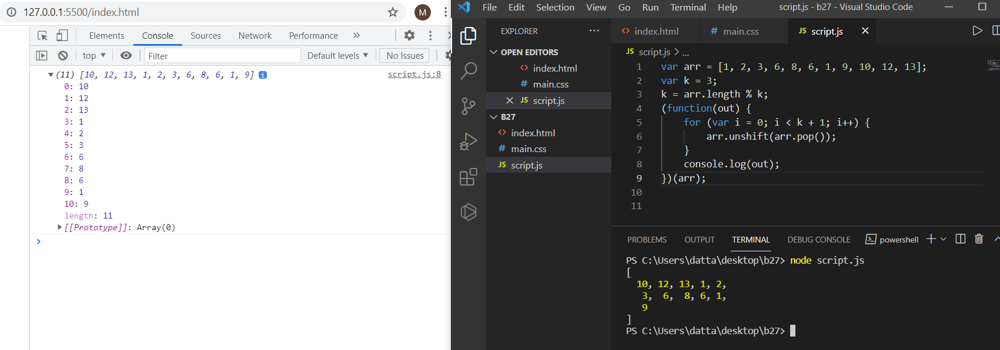 127.0.0.1:5500/index.html
M
Elements Console Sources Network Performance »
top ▼ Filter Default levels ▼ No Issues
▼(11) [10, 12, 13, 1, 2, 3, 6, 8, 6, 1, 9] i script.js:8
0: 10
1: 12
2: 13
3: 1
4: 2
5: 3
6: 6
7: 8
8: 6
9: 1
10: 9
length: 11
▶[[Prototype]]: Array(0)
>
File Edit Selection View Go Run Terminal Help script.js - b27 - Visual Studio Code
EXPLORER ...
OPEN EDITORS
<> index.html
# main.css
× JS script.js
B27
<> index.html
# main.css
JS script.js
<> index.html # main.css JS script.js ×
JS script.js > ...
1 var arr = [1, 2, 3, 6, 8, 6, 1, 9, 10, 12, 13];
2 var k = 3;
3 k = arr.length % k;
4 (function(out) {
5 for (var i = 0; i < k + 1; i++) {
6 arr.unshift(arr.pop());
7 }
8 console.log(out);
9 })(arr);
10
11
PROBLEMS OUTPUT TERMINAL DEBUG CONSOLE powershell
PS C:\Users\datta\desktop\b27> node script.js
[
10, 12, 13, 1, 2,
3, 6, 8, 6, 1,
9
]
PS C:\Users\datta\desktop\b27>